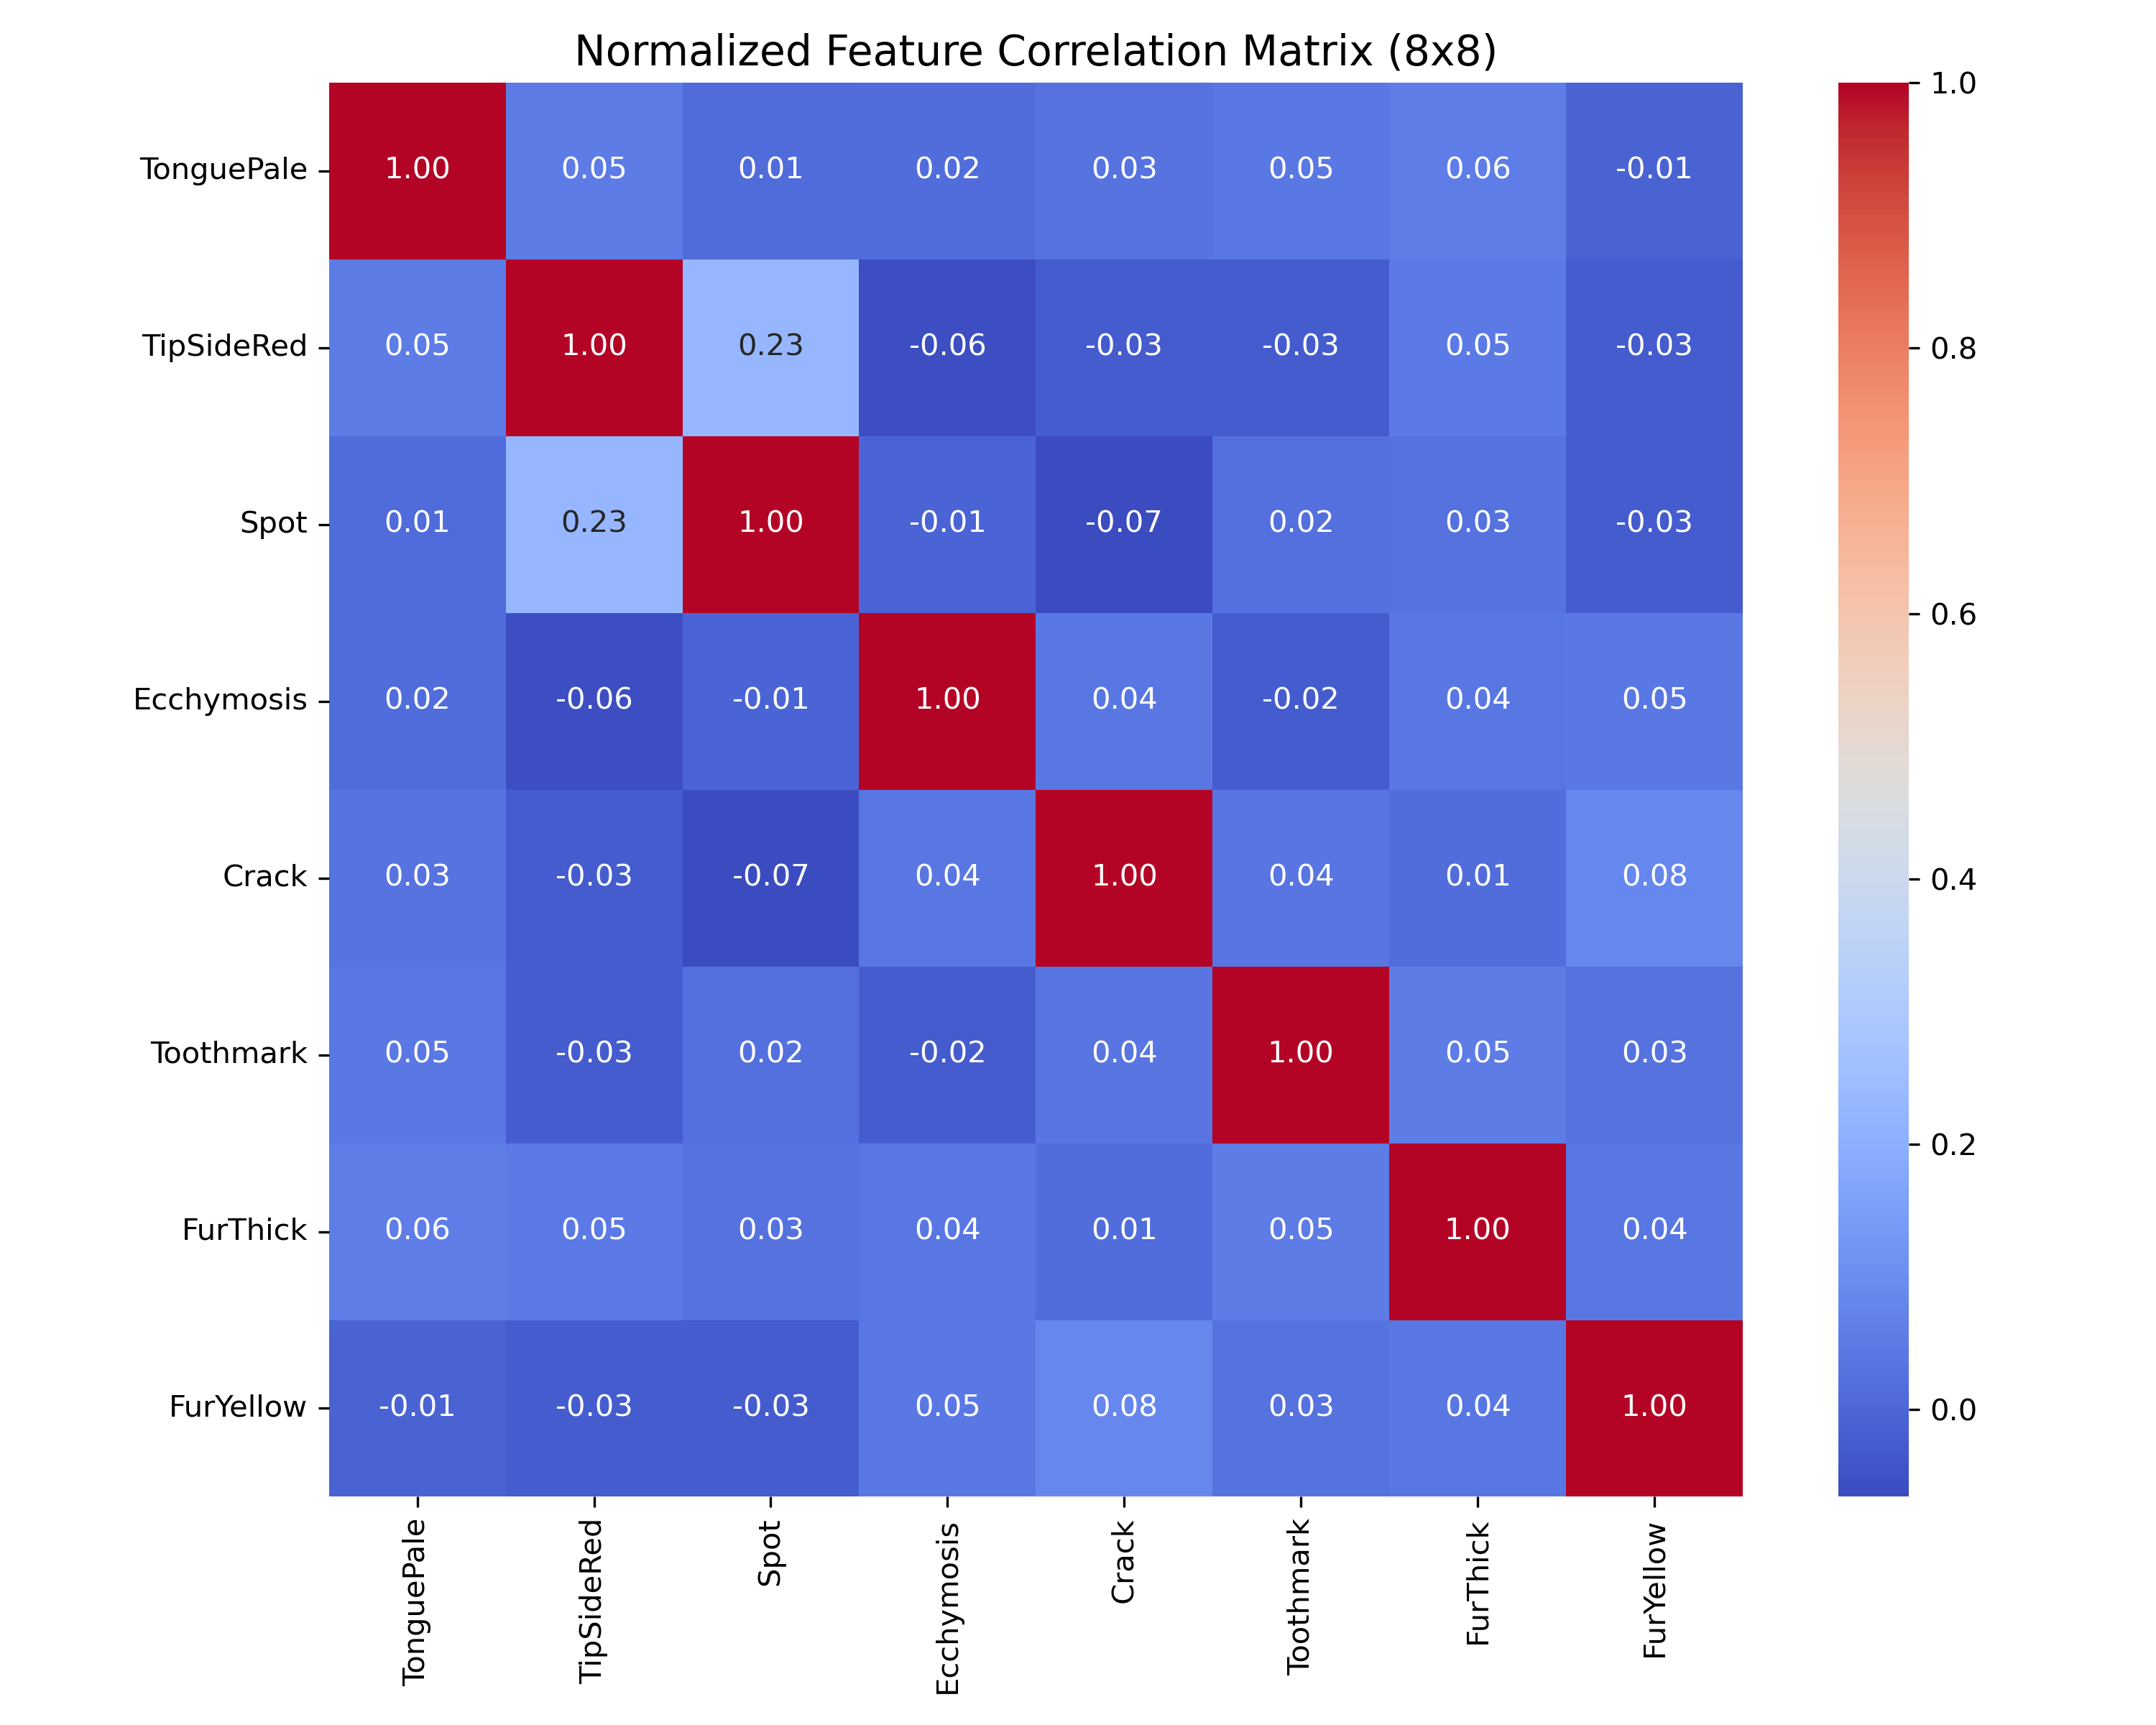 Normalized Feature Correlation Matrix (8x8)
TonguePale 1.00 0.05 0.01 0.02 0.03 0.05 0.06 -0.01
TipSideRed 0.05 1.00 0.23 -0.06 -0.03 -0.03 0.05 -0.03
Spot 0.01 0.23 1.00 -0.01 -0.07 0.02 0.03 -0.03
Ecchymosis 0.02 -0.06 -0.01 1.00 0.04 -0.02 0.04 0.05
Crack 0.03 -0.03 -0.07 0.04 1.00 0.04 0.01 0.08
Toothmark 0.05 -0.03 0.02 -0.02 0.04 1.00 0.05 0.03
FurThick 0.06 0.05 0.03 0.04 0.01 0.05 1.00 0.04
FurYellow -0.01 -0.03 -0.03 0.05 0.08 0.03 0.04 1.00
TonguePale TipSideRed Spot Ecchymosis Crack Toothmark FurThick FurYellow
1.0
0.8
0.6
0.4
0.2
0.0